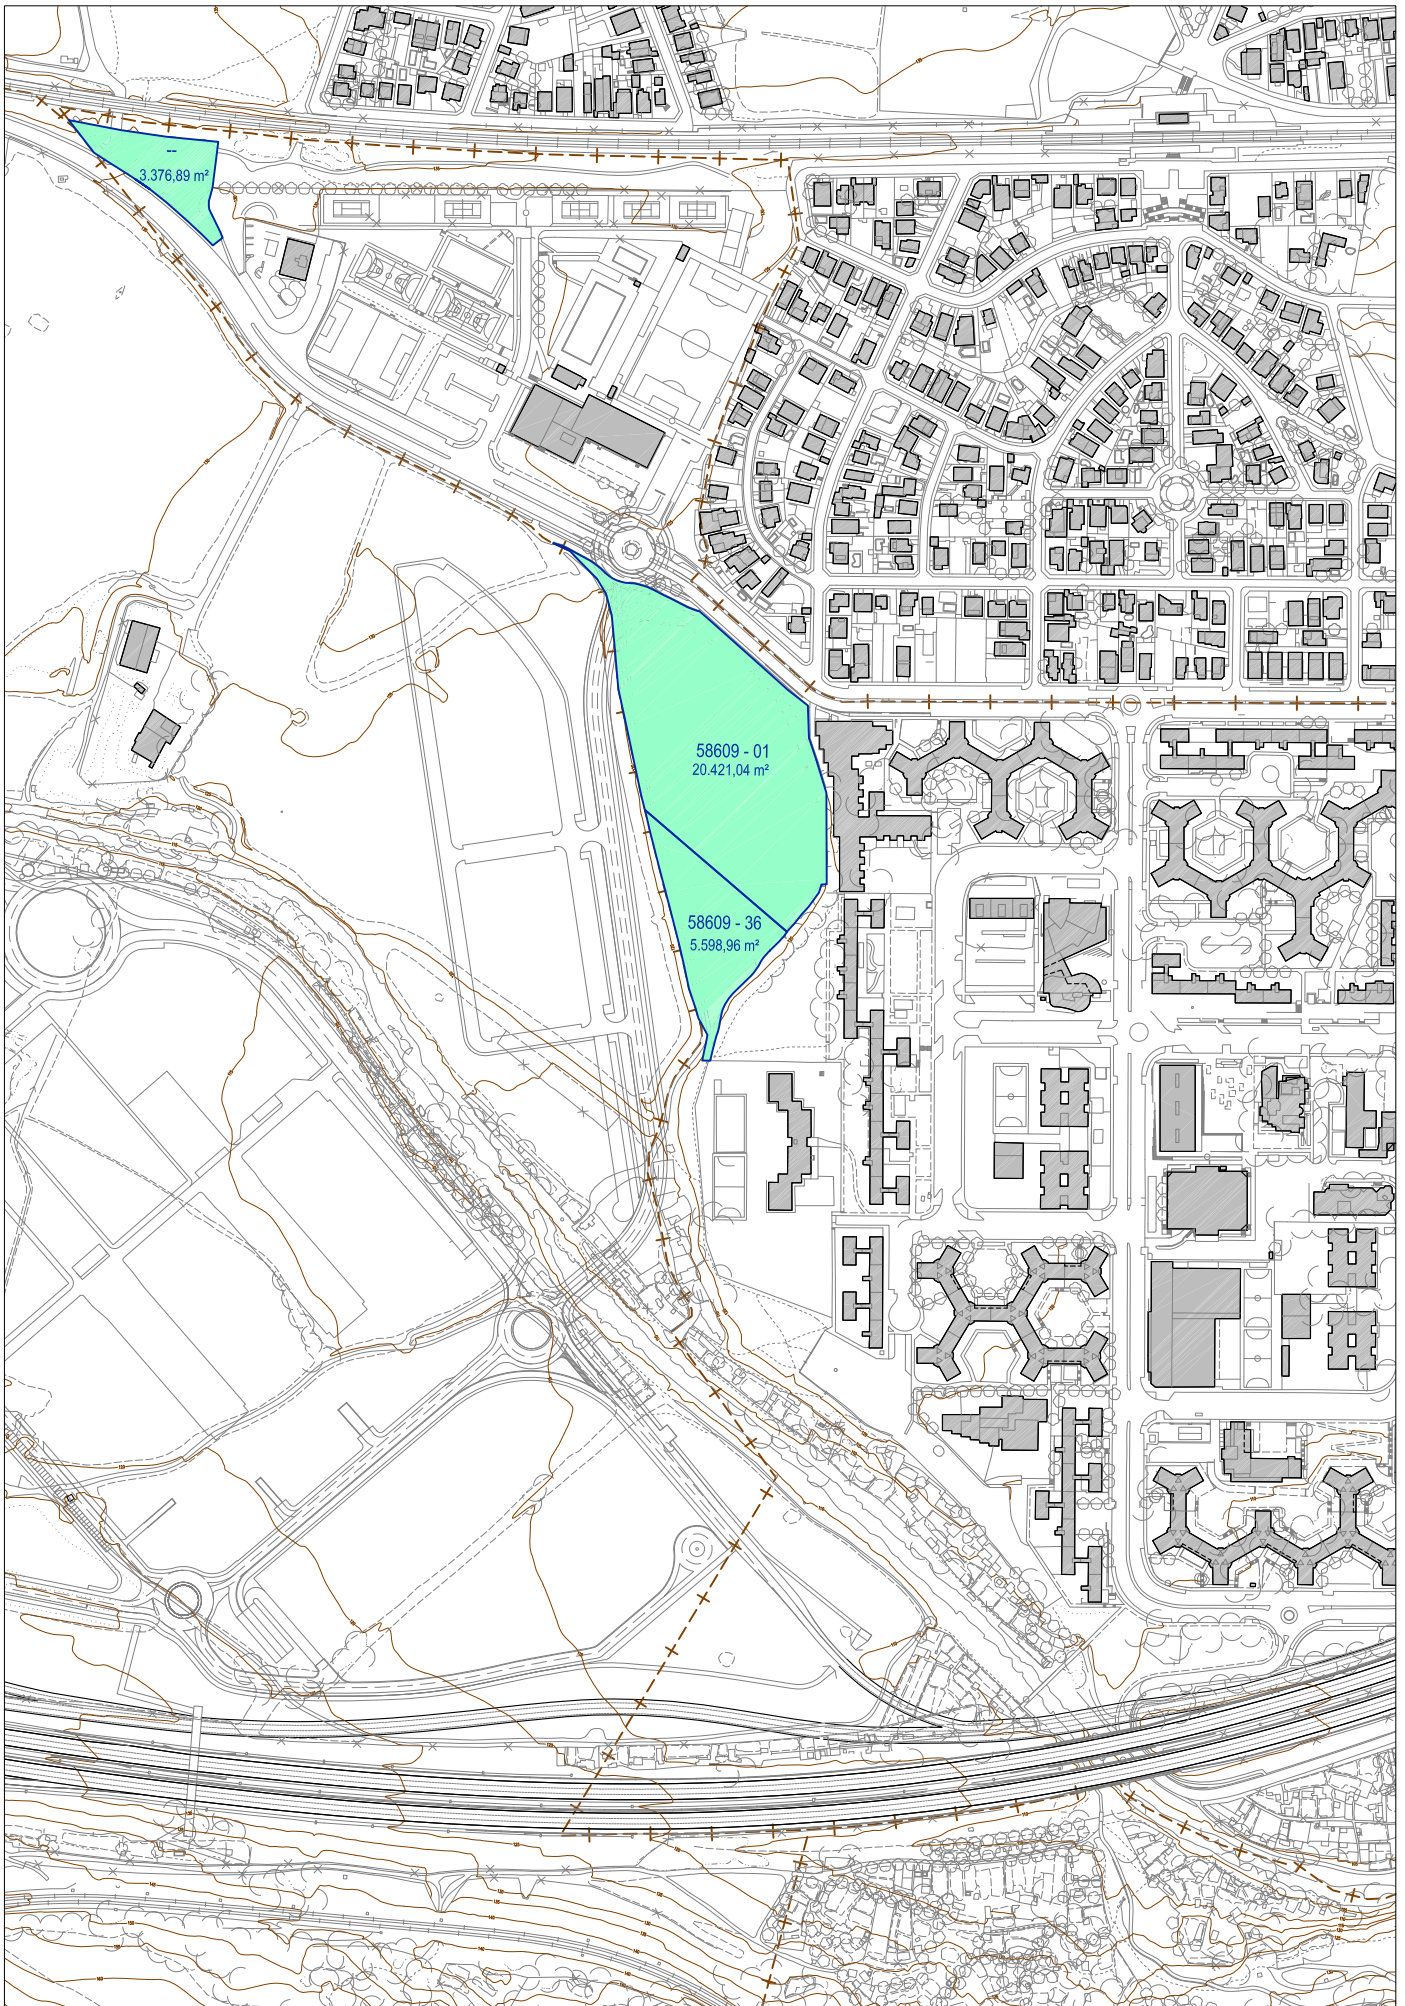 --
3.376,89 m²
58609 - 01
20.421,04 m²
58609 - 36
5.598,96 m²